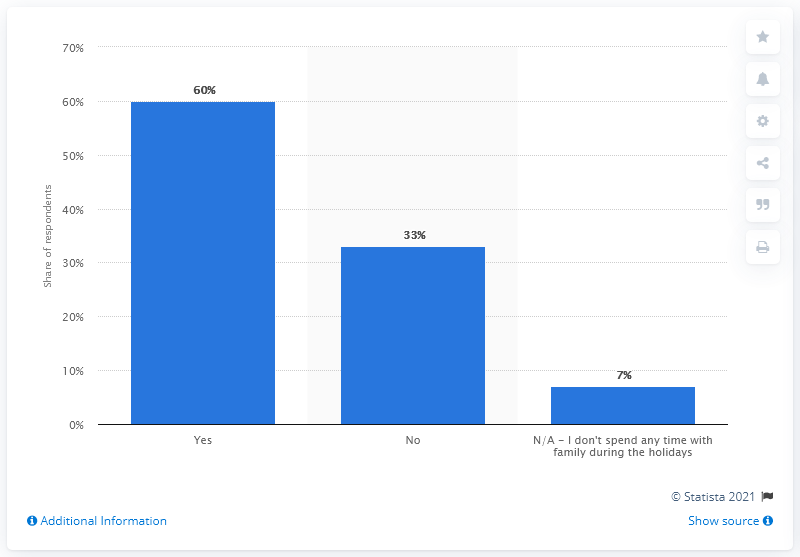 70%
60%
50%
40%
30%
20%
10%
0%
Share of respondents
60%
33%
7%
Yes
No
N/A - I don't spend any time with
family during the holidays
© Statista 2021
Additional Information
Show source